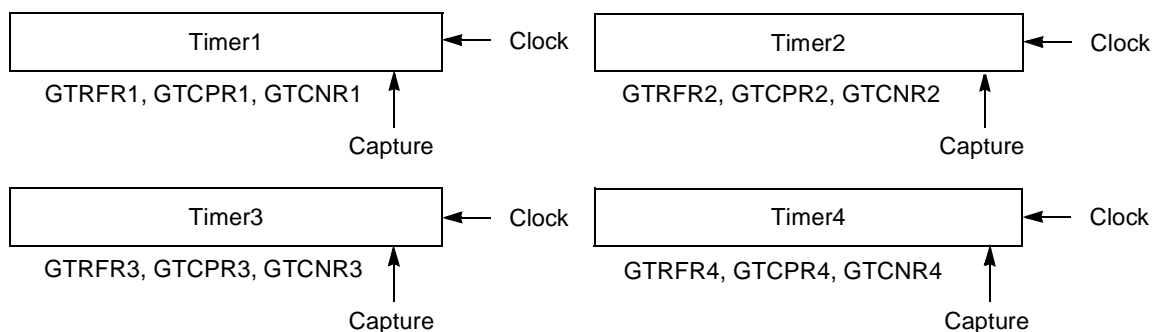 Timer1
Clock
GTRFR1, GTCPR1, GTCNR1
Capture
Timer2
Clock
GTRFR2, GTCPR2, GTCNR2
Capture
Timer3
Clock
GTRFR3, GTCPR3, GTCNR3
Capture
Timer4
Clock
GTRFR4, GTCPR4, GTCNR4
Capture